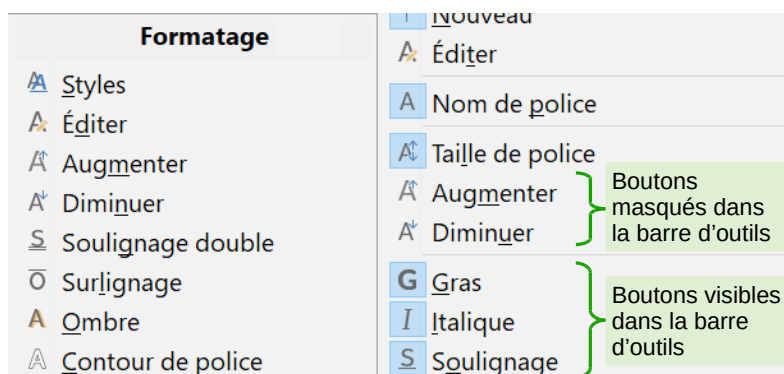 Formatage
Styles
Éditer
Augmenter
Diminuer
Soulignage double
Surlignage
Ombre
Contour de police
Nouveau
Éditer
Nom de police
Taille de police
Augmenter
Diminuer
Boutons
masqués dans
la barre d’outils
Gras
Italique
Soulignage
Boutons visibles
dans la barre
d’outils